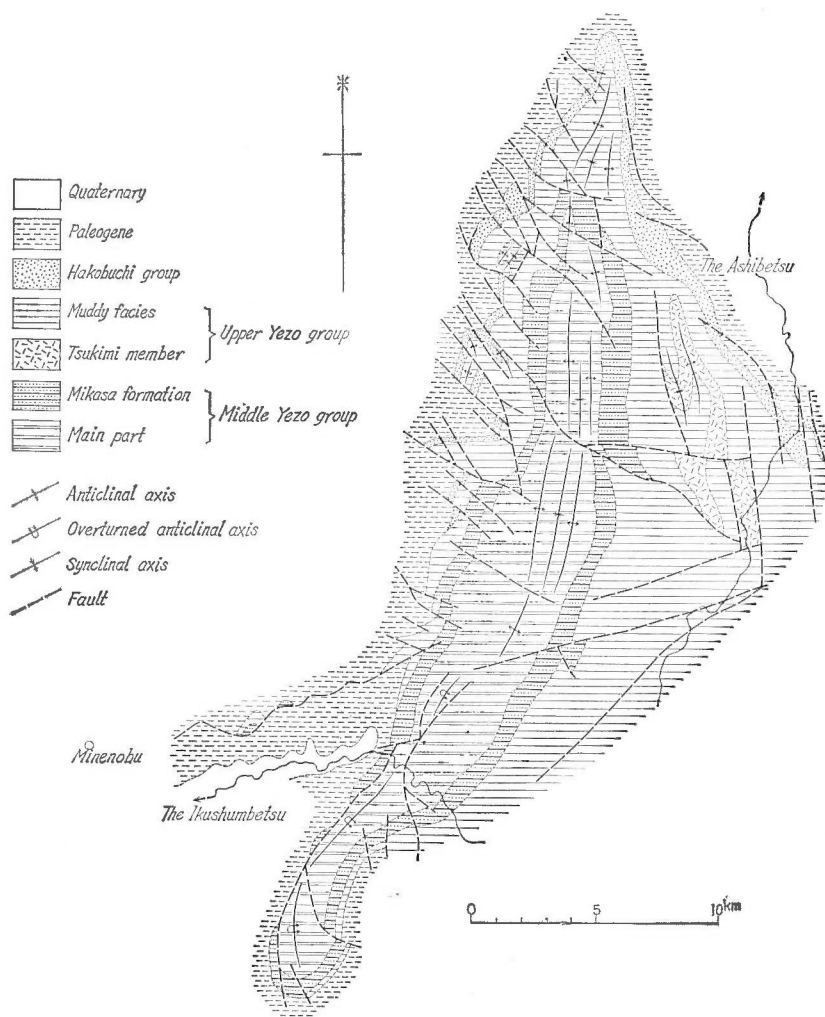 Quaternary
Paleogene
Hakobuchi group
Muddy facies
Tsukimi member
Upper Yezo group
Mikasa formation
Main part
Middle Yezo group
Anticlinal axis
Overturned anticlinal axis
Synclinal axis
Fault
The Ashibetsu
Minenobu
The Ikushumbetsu
0 5 10km